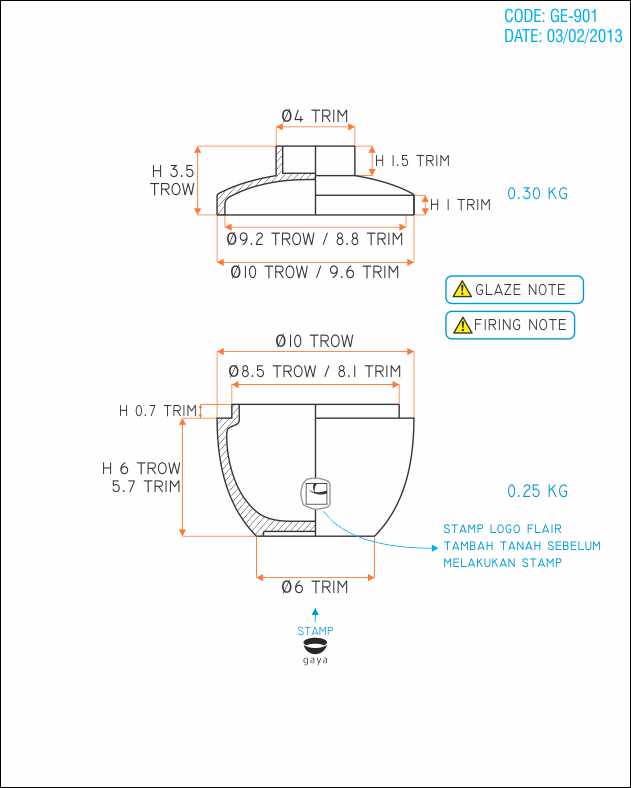 CODE: GE-901
DATE: 03/02/2013
Ø4 TRIM
H 3.5
TROW
H 1.5 TRIM
0.30 KG
H 1 TRIM
Ø9.2 TROW / 8.8 TRIM
Ø10 TROW / 9.6 TRIM
GLAZE NOTE
FIRING NOTE
Ø10 TROW
Ø8.5 TROW / 8.1 TRIM
H 0.7 TRIM
H 6 TROW
5.7 TRIM
0.25 KG
STAMP LOGO FLAIR
TAMBAH TANAH SEBELUM
MELAKUKAN STAMP
Ø6 TRIM
STAMP
gaya